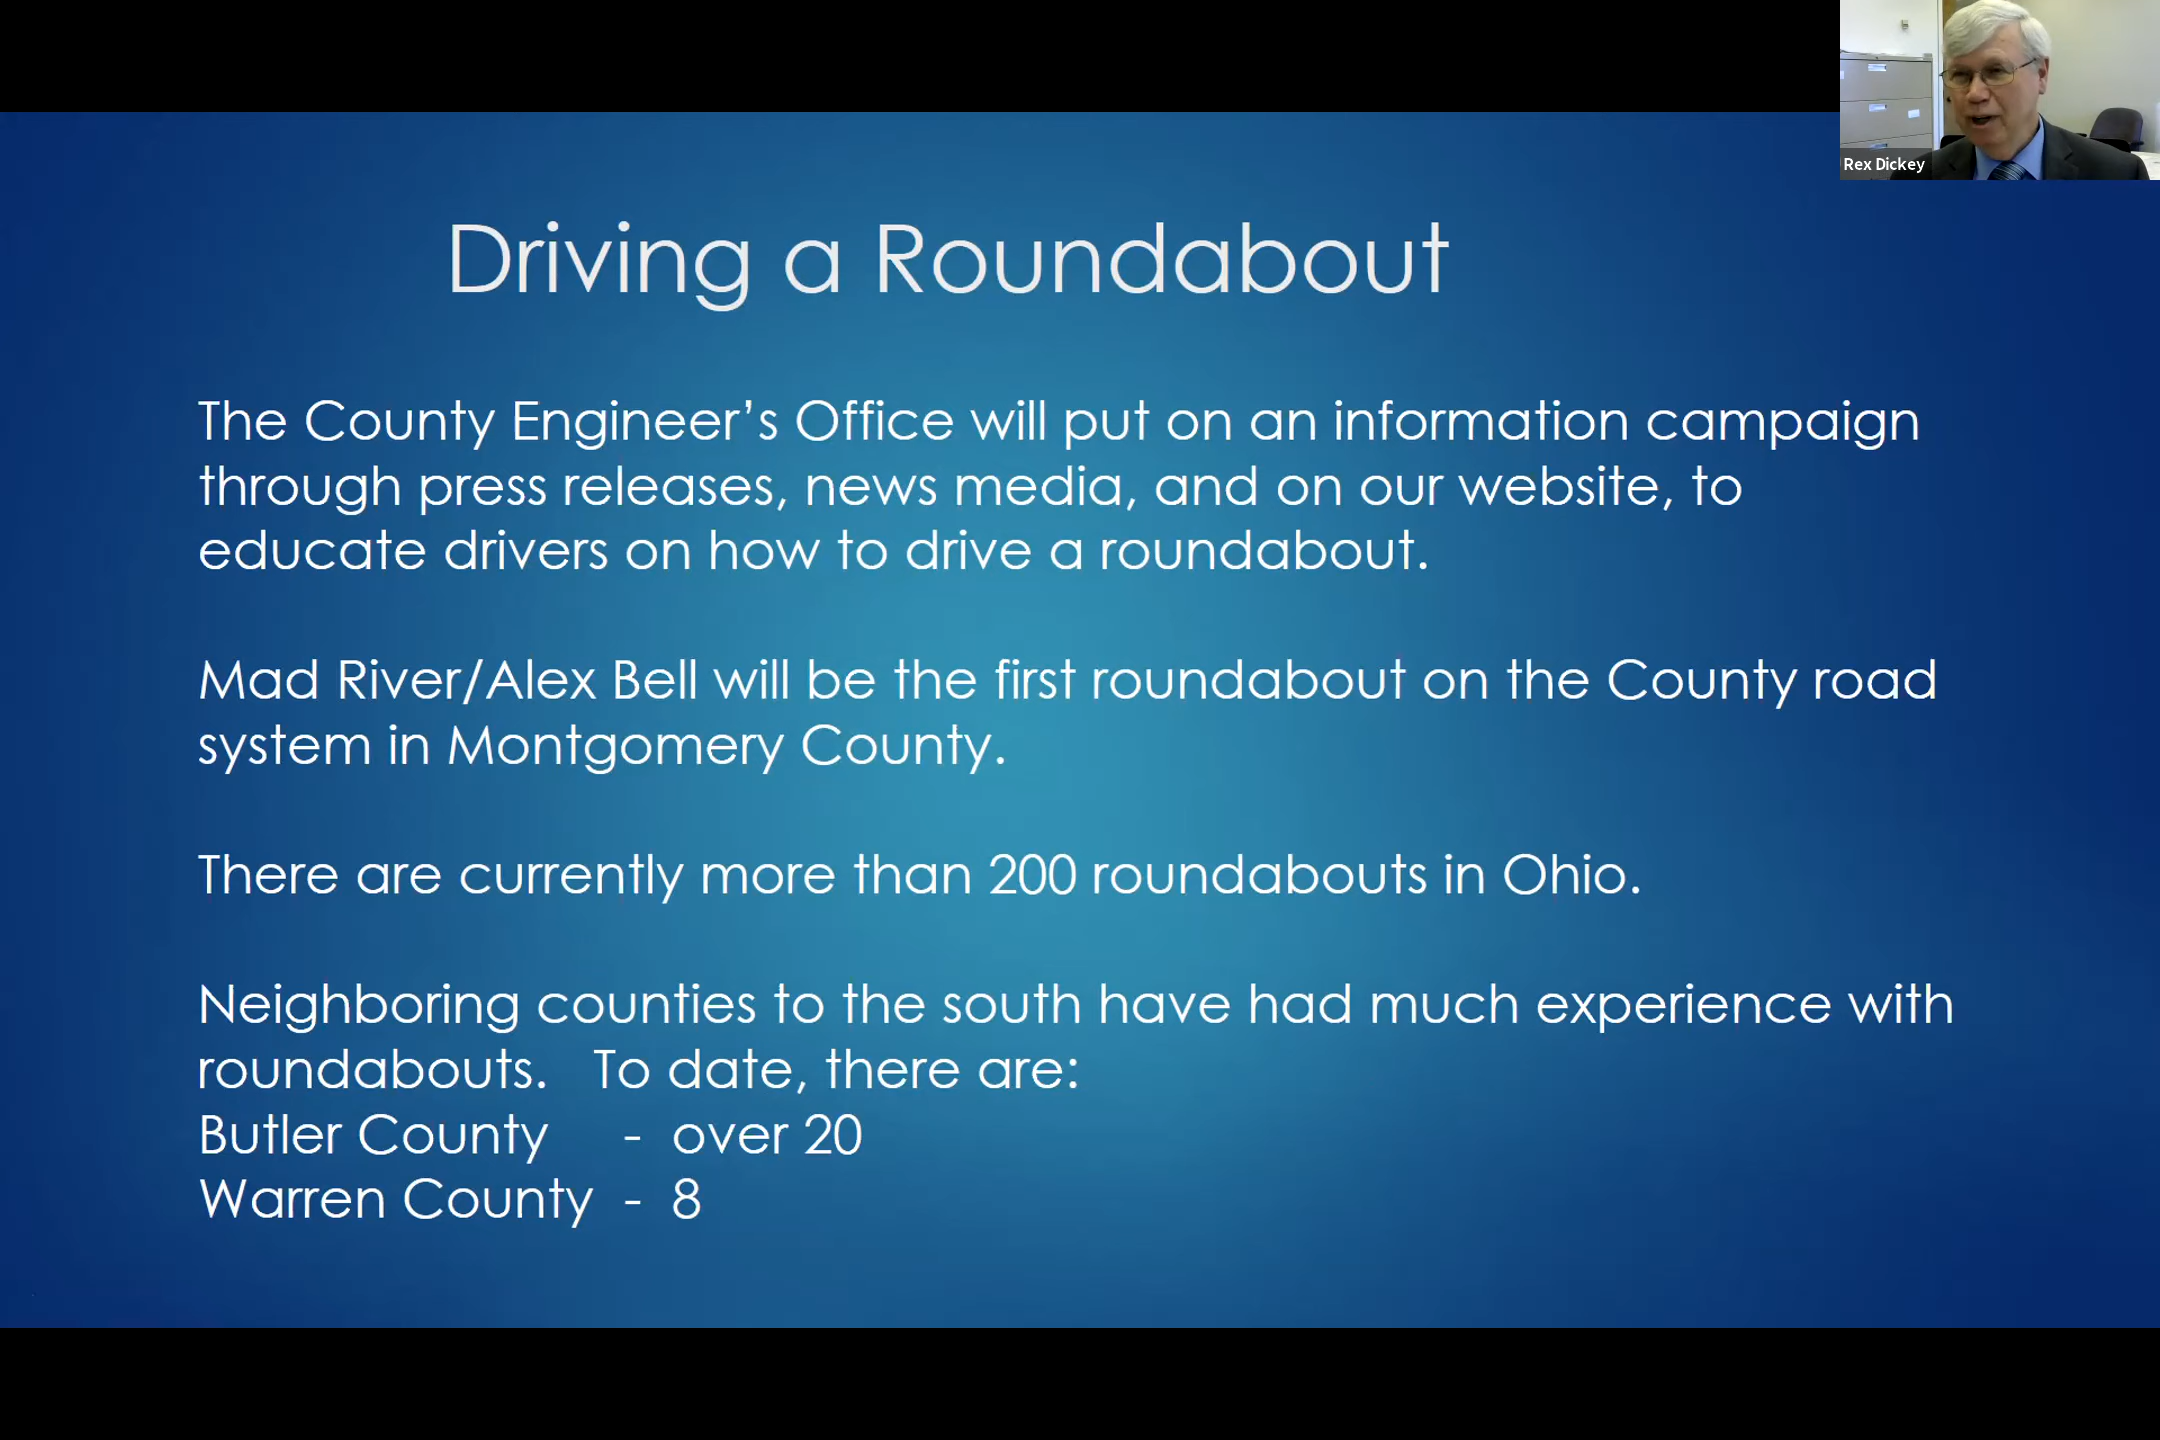 Rex Dickey
Driving a Roundabout
The County Engineer’s Office will put on an information campaign
through press releases, news media, and on our website, to
educate drivers on how to drive a roundabout.
Mad River/Alex Bell will be the first roundabout on the County road
system in Montgomery County.
There are currently more than 200 roundabouts in Ohio.
Neighboring counties to the south have had much experience with
roundabouts. To date, there are:
Butler County - over 20
Warren County - 8